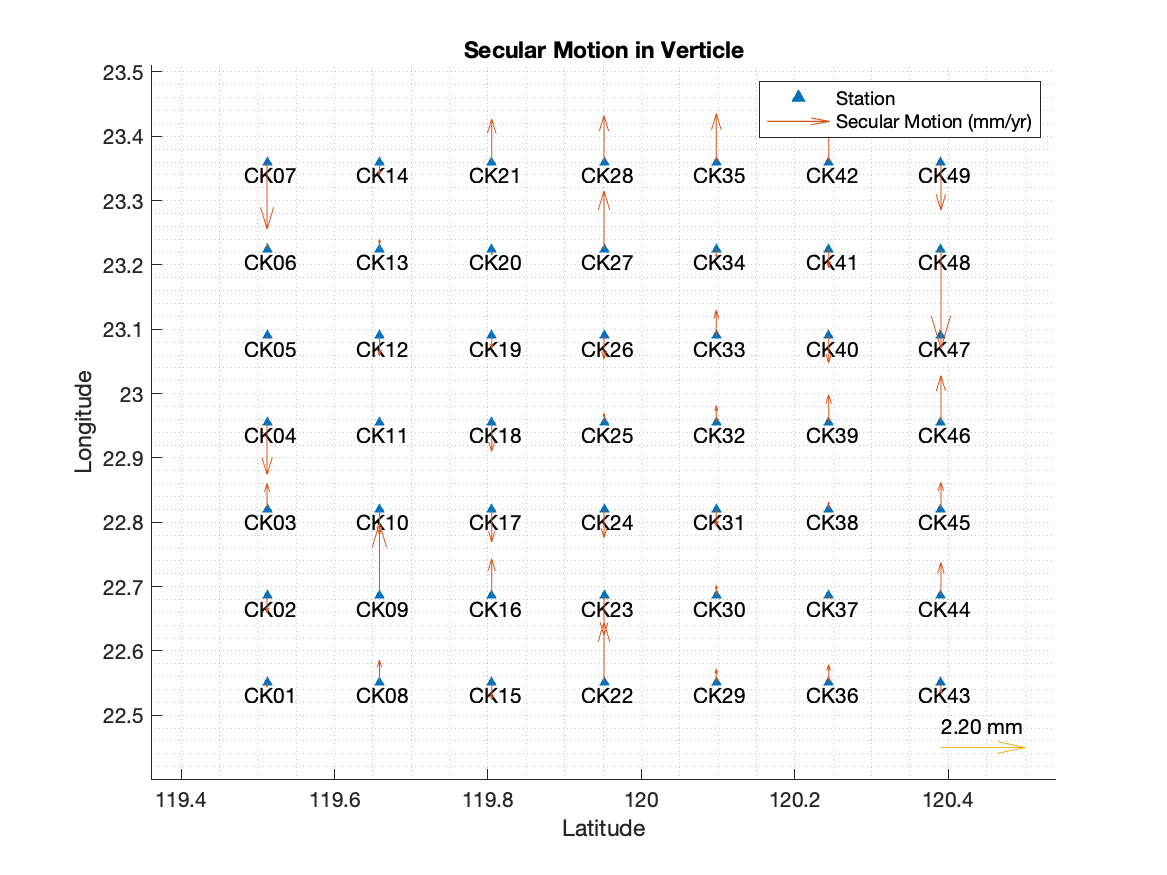 Secular Motion in Verticle
Station
Secular Motion (mm/yr)
23.5
23.4
CK07 CK14 CK21 CK28 CK35 CK42 CK49
23.3
23.2
CK06 CK13 CK20 CK27 CK34 CK41 CK48
23.1
CK05 CK12 CK19 CK26 CK33 CK40 CK47
23
Longitude
CK04 CK11 CK18 CK25 CK32 CK39 CK46
22.9
22.8
CK03 CK10 CK17 CK24 CK31 CK38 CK45
22.7
CK02 CK09 CK16 CK23 CK30 CK37 CK44
22.6
CK01 CK08 CK15 CK22 CK29 CK36 CK43
22.5
2.20 mm
119.4 119.6 119.8 120 120.2 120.4
Latitude